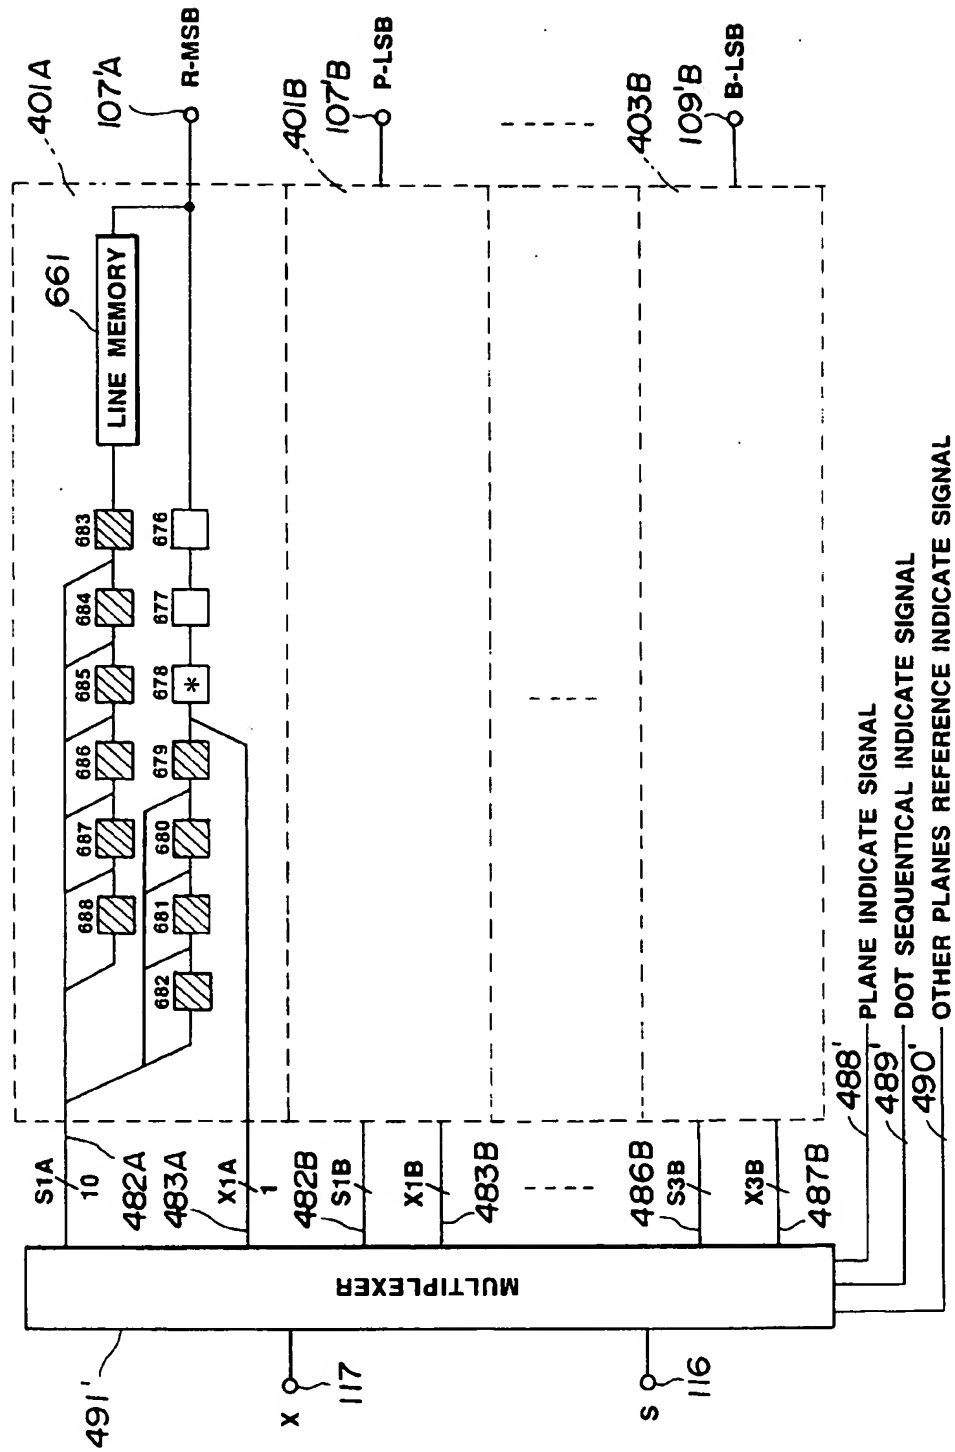 401A
107'A
R-MSB
661
LINE MEMORY
683
684
685
686
687
688
676
677
678
*
679
680
681
682
401B
107'B
P-LSB
403B
109'B
B-LSB
S1A
10
482A
483A
X1A
1
482B
S1B
X1B
483B
486B
S3B
X3B
487B
MULTIPLEXER
491'
X
117
S
116
488'
PLANE INDICATE SIGNAL
489'
DOT SEQUENTICAL INDICATE SIGNAL
490'
OTHER PLANES REFERENCE INDICATE SIGNAL